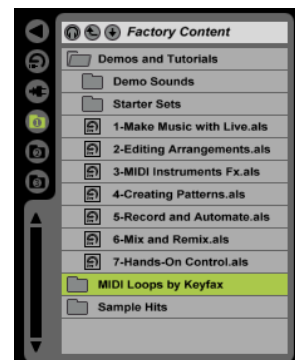 Factory Content
Demos and Tutorials
Demo Sounds
Starter Sets
1-Make Music with Live.als
2-Editing Arrangements.als
3-MIDI Instruments Fx.als
4-Creating Patterns.als
5-Record and Automate.als
6-Mix and Remix.als
7-Hands-On Control.als
MIDI Loops by Keyfax
Sample Hits